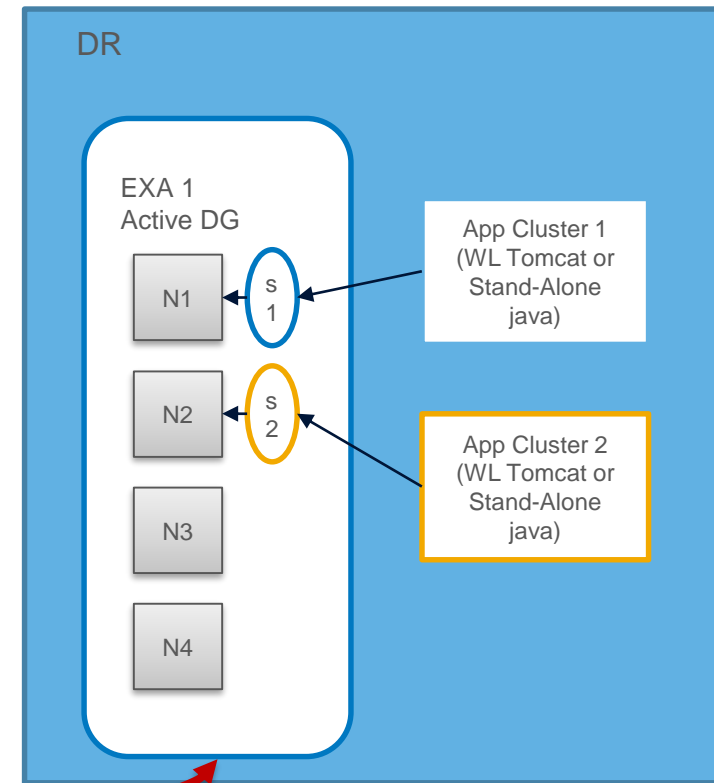 DR
EXA 1
Active DG
N1
s
1
App Cluster 1
(WL Tomcat or
Stand-Alone
java)
N2
s
2
App Cluster 2
(WL Tomcat or
Stand-Alone
java)
N3
N4